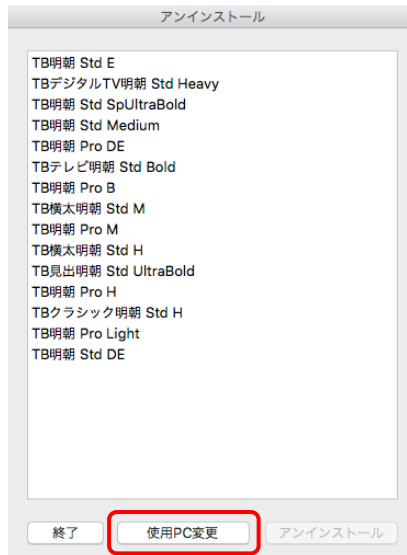 アンインストール
TB明朝 Std E
TBデジタルTV明朝 Std Heavy
TB明朝 Std SpUltraBold
TB明朝 Std Medium
TB明朝 Pro DE
TBテレビ明朝 Std Bold
TB明朝 Pro B
TB横太明朝 Std M
TB明朝 Pro M
TB横太明朝 Std H
TB見出明朝 Std UltraBold
TB明朝 Pro H
TBクラシック明朝 Std H
TB明朝 Pro Light
TB明朝 Std DE
終了 使用PC変更 アンインストール